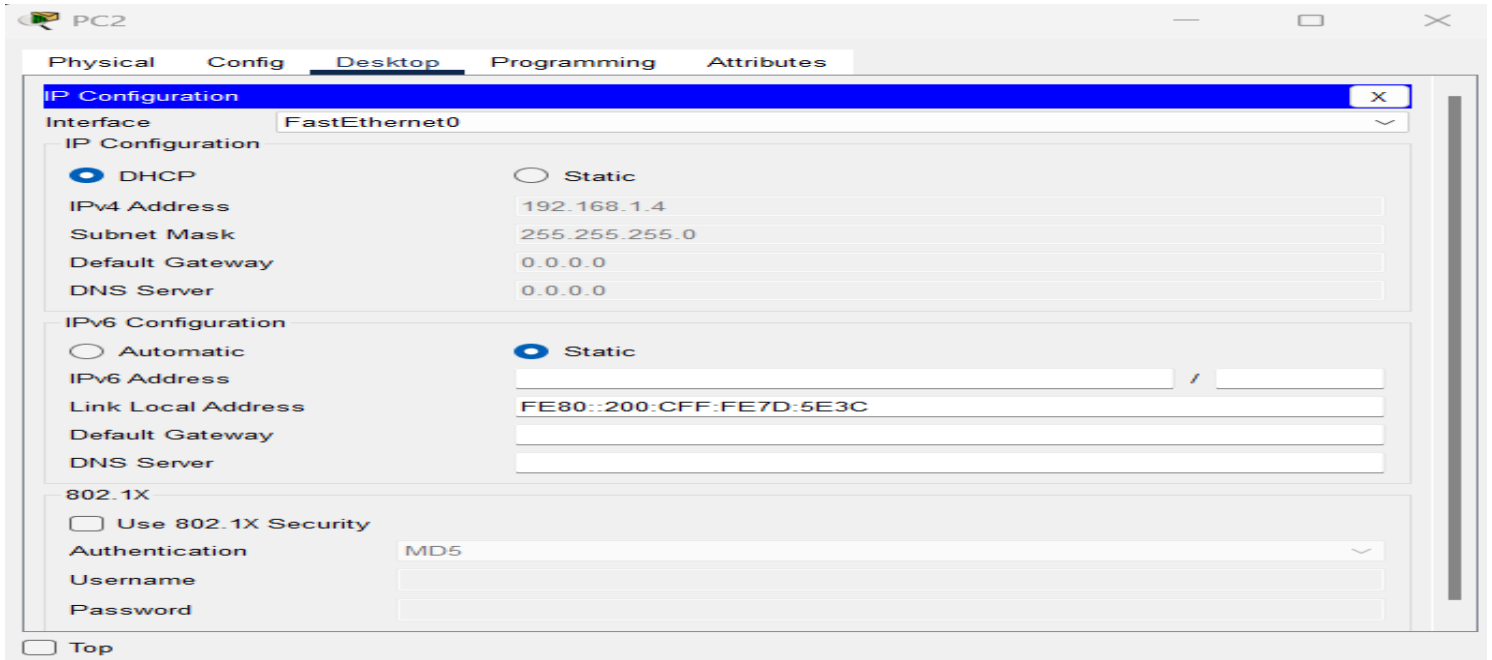 PC2
Physical Config Desktop Programming Attributes
IP Configuration X
Interface FastEthernet0
IP Configuration
DHCP Static
IPv4 Address 192.168.1.4
Subnet Mask 255.255.255.0
Default Gateway 0.0.0.0
DNS Server 0.0.0.0
IPv6 Configuration
Automatic Static
IPv6 Address /
Link Local Address FE80::200:CFF:FE7D:5E3C
Default Gateway
DNS Server
802.1X
Use 802.1X Security
Authentication MD5
Username
Password
Top